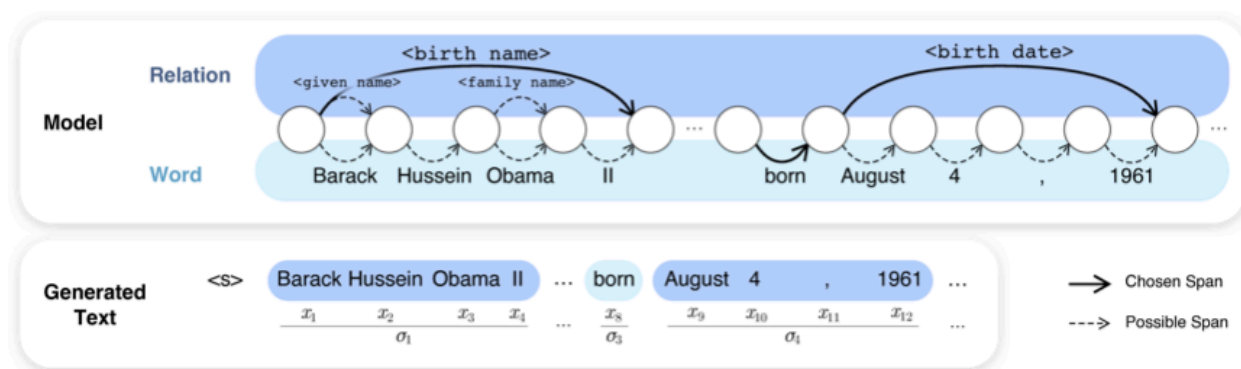 <birth name>
<birth date>
Relation
<given name> <family name>
Model
... ...
Word
Barack Hussein Obama II born August 4 , 1961
<s> Barack Hussein Obama II ... born August 4 , 1961 ...
Generated Text
x₁ x₂ x₃ x₄ ... x₈ x₉ x₁₀ x₁₁ x₁₂ ...
σ₁ σ₃ σ₄
Chosen Span
Possible Span